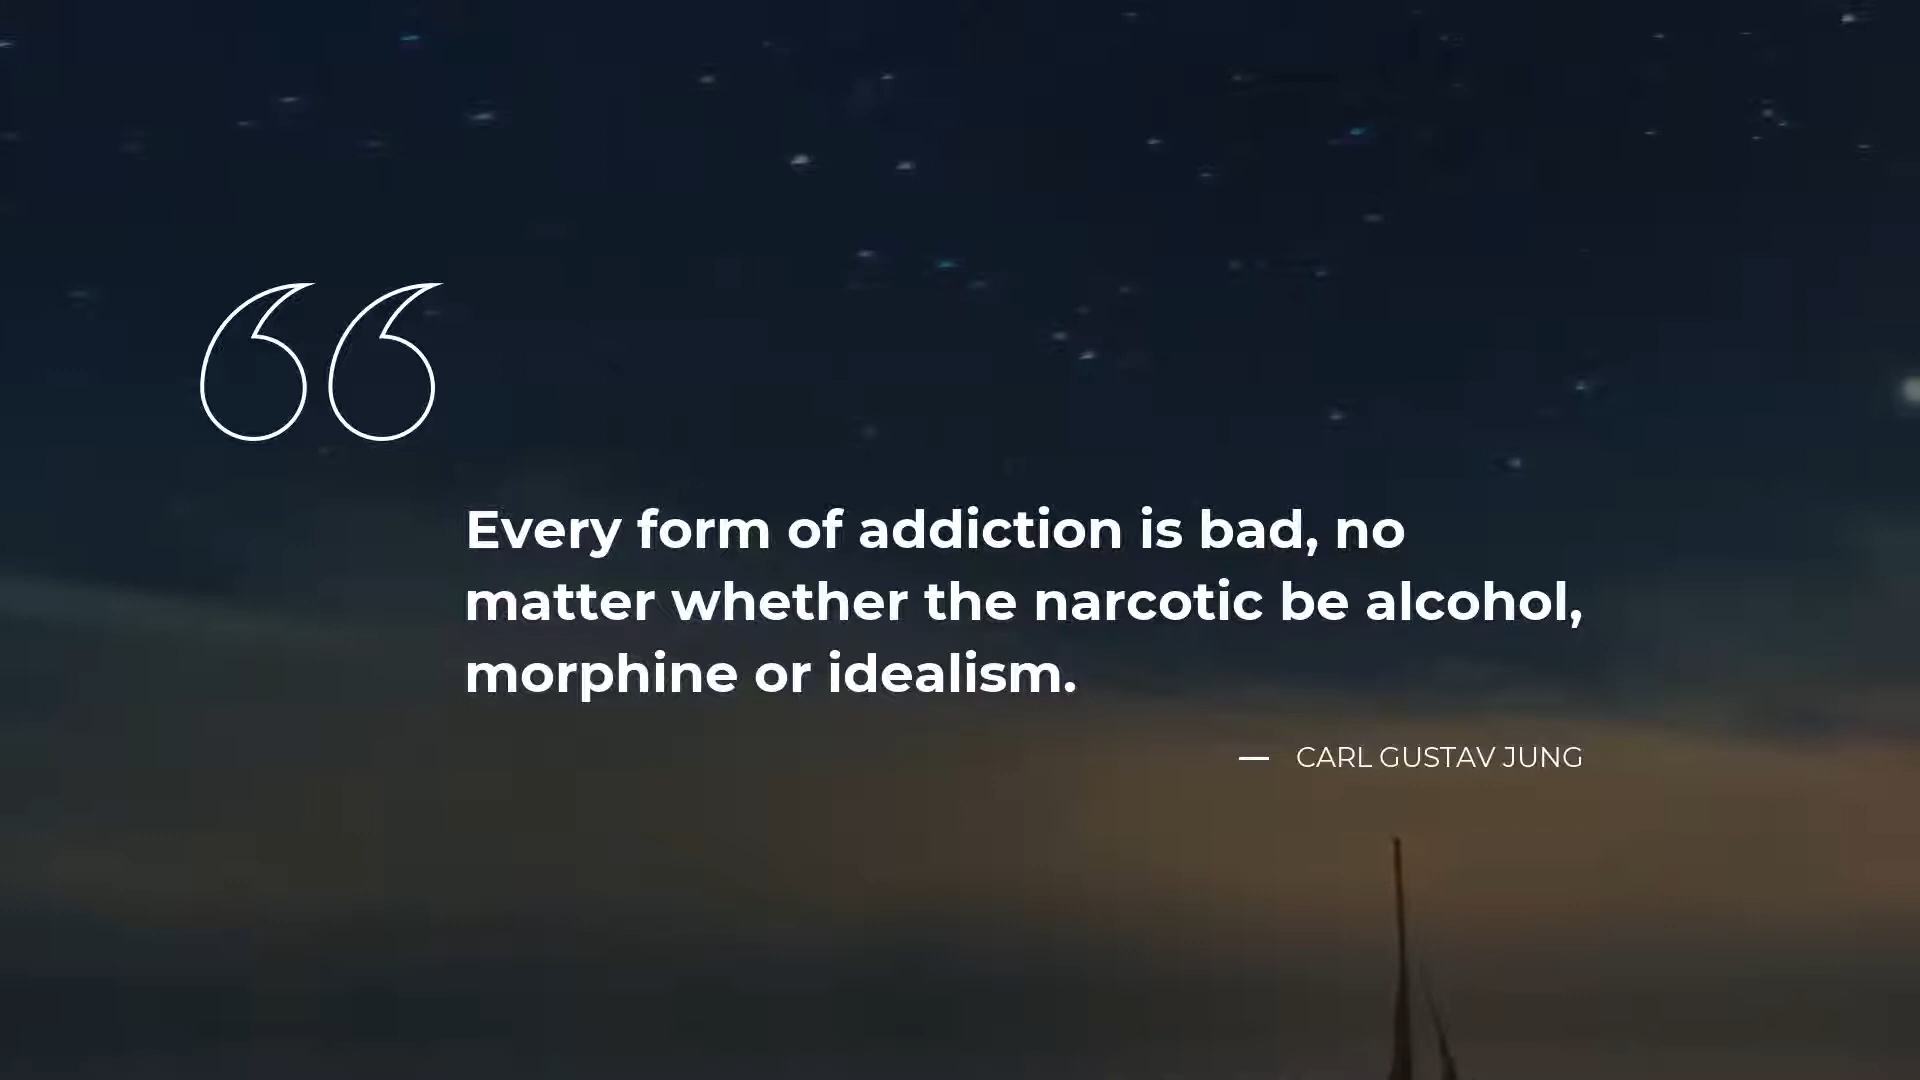 “
Every form of addiction is bad, no
matter whether the narcotic be alcohol,
morphine or idealism.
— CARL GUSTAV JUNG